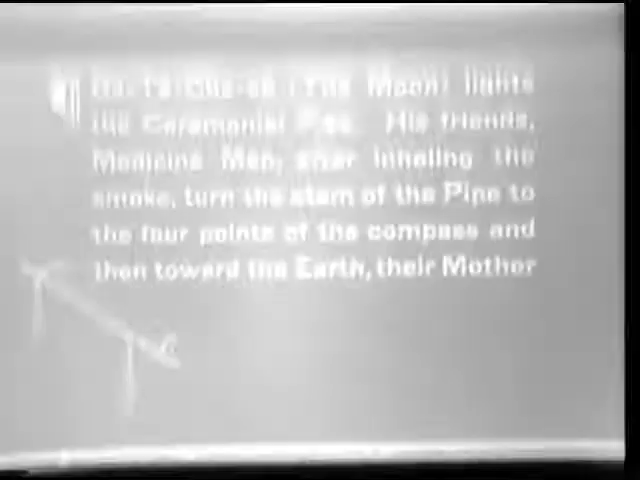 (The Moon) lights
the Ceremonial Pipe. His friends,
Medicine Men, after inhaling the
smoke, turn the stem of the Pipe to
the four points of the compass and
then toward the Earth, their Mother